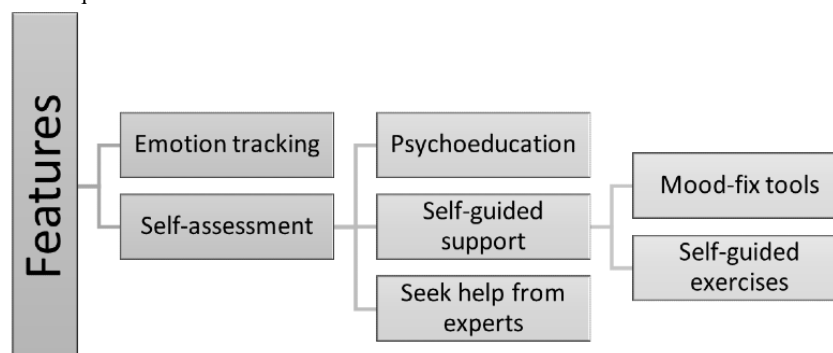 Features
Emotion tracking
Self-assessment
Psychoeducation
Self-guided
support
Seek help from
experts
Mood-fix tools
Self-guided
exercises